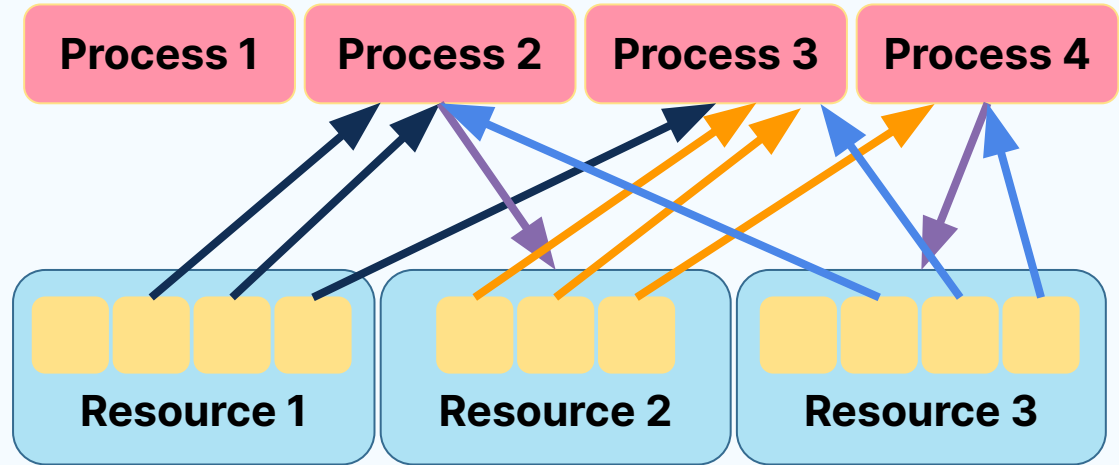 Process 1
Process 2
Process 3
Process 4
Resource 1
Resource 2
Resource 3